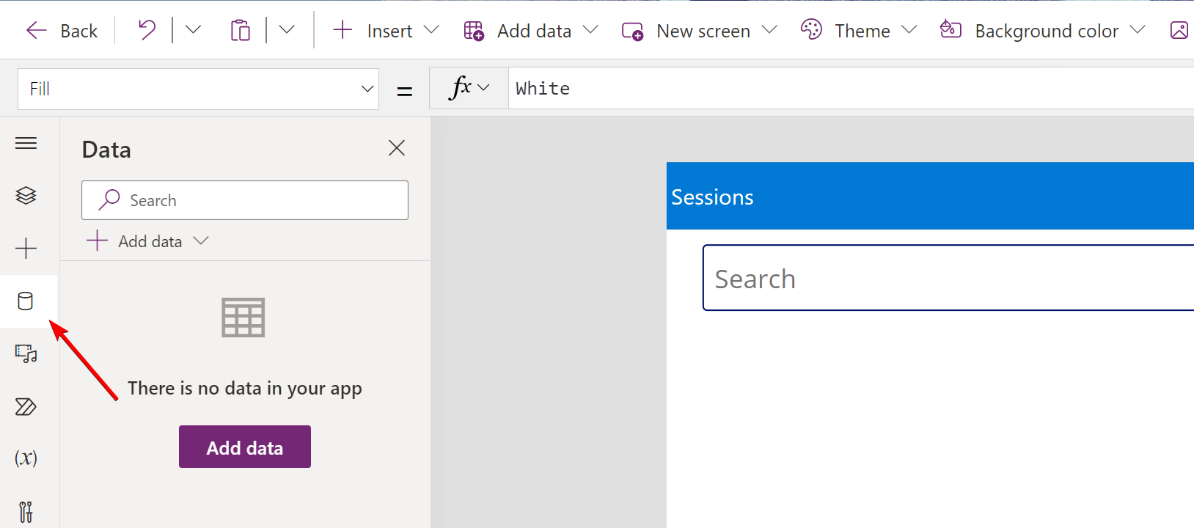 Back Insert Add data New screen Theme Background color
Fill = fx White
Data
Search
Add data
There is no data in your app
Add data
(x)
Sessions
Search